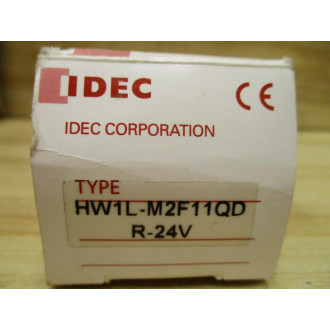 IDEC
CE
IDEC CORPORATION
TYPE
HW1L-M2F11QD
R-24V